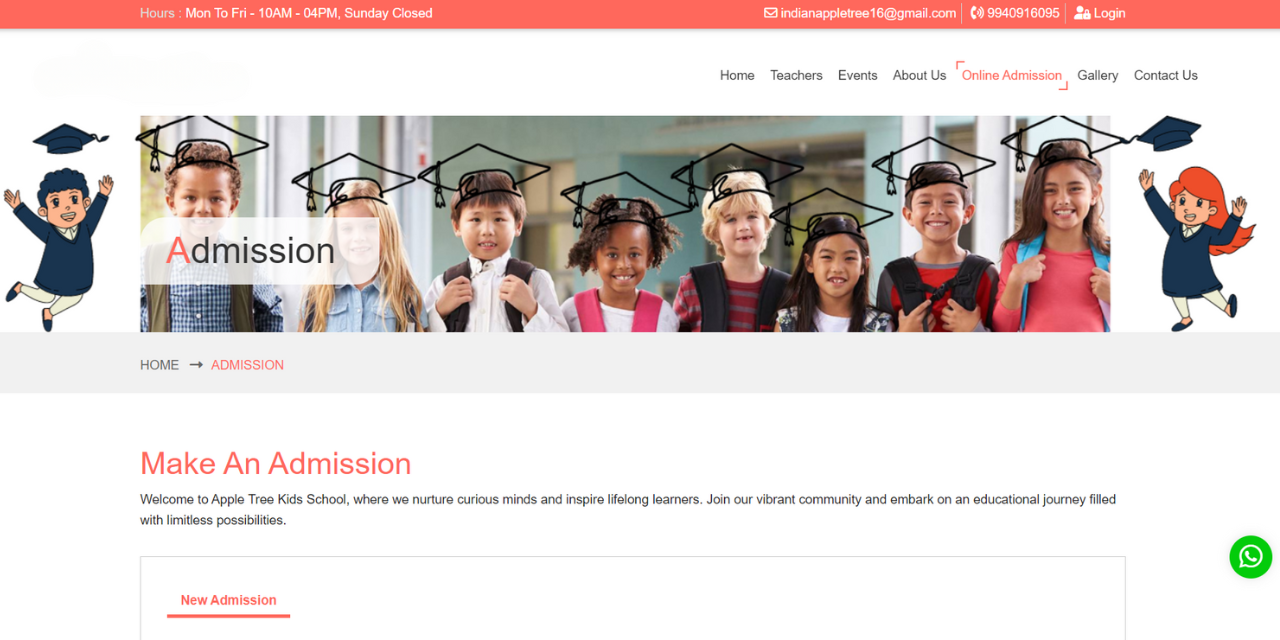 Hours : Mon To Fri - 10AM - 04PM, Sunday Closed
indianappletree16@gmail.com
9940916095
Login
Home
Teachers
Events
About Us
Online Admission
Gallery
Contact Us
Admission
HOME → ADMISSION
Make An Admission
Welcome to Apple Tree Kids School, where we nurture curious minds and inspire lifelong learners. Join our vibrant community and embark on an educational journey filled
with limitless possibilities.
New Admission